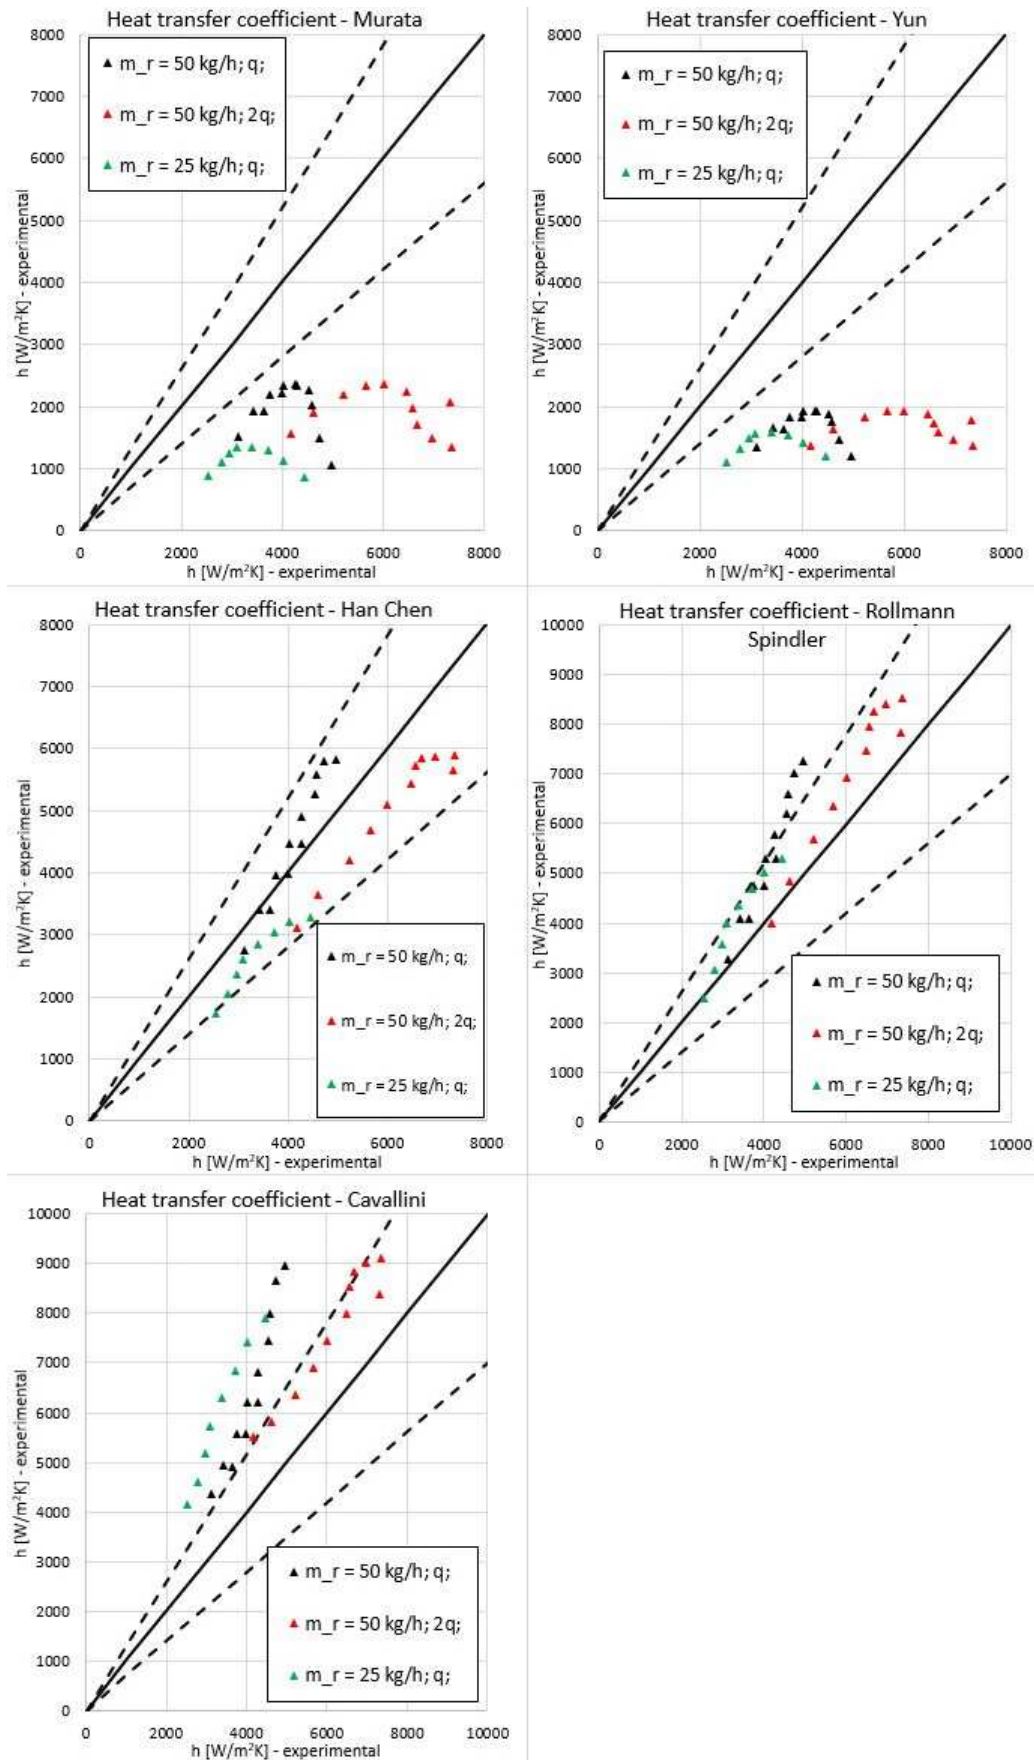 Heat transfer coefficient - Murata
8000
7000
6000
5000
4000
3000
2000
1000
0
h [W/m²K] - experimental
m_r = 50 kg/h; q;
m_r = 50 kg/h; 2q;
m_r = 25 kg/h; q;
0 2000 4000 6000 8000
h [W/m²K] - experimental
Heat transfer coefficient - Yun
8000
7000
6000
5000
4000
3000
2000
1000
0
h [W/m²K] - experimental
m_r = 50 kg/h; q;
m_r = 50 kg/h; 2q;
m_r = 25 kg/h; q;
0 2000 4000 6000 8000
h [W/m²K] - experimental
Heat transfer coefficient - Han Chen
8000
7000
6000
5000
4000
3000
2000
1000
0
h [W/m²K] - experimental
m_r = 50 kg/h; q;
m_r = 50 kg/h; 2q;
m_r = 25 kg/h; q;
0 2000 4000 6000 8000
h [W/m²K] - experimental
Heat transfer coefficient - Rollmann
Spindler
10000
9000
8000
7000
6000
5000
4000
3000
2000
1000
0
h [W/m²K] - experimental
m_r = 50 kg/h; q;
m_r = 50 kg/h; 2q;
m_r = 25 kg/h; q;
0 2000 4000 6000 8000 10000
h [W/m²K] - experimental
Heat transfer coefficient - Cavallini
10000
9000
8000
7000
6000
5000
4000
3000
2000
1000
0
h [W/m²K] - experimental
m_r = 50 kg/h; q;
m_r = 50 kg/h; 2q;
m_r = 25 kg/h; q;
0 2000 4000 6000 8000 10000
h [W/m²K] - experimental